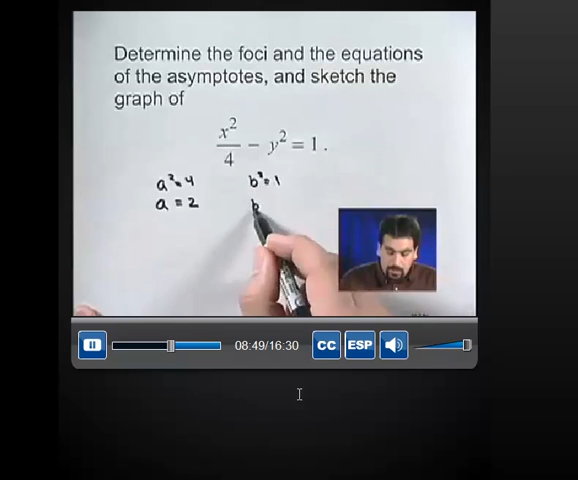 Determine the foci and the equations
of the asymptotes, and sketch the
graph of
x²/4 − y² = 1.
a² = 4 b² = 1
a = 2 b
08:49/16:30 CC ESP